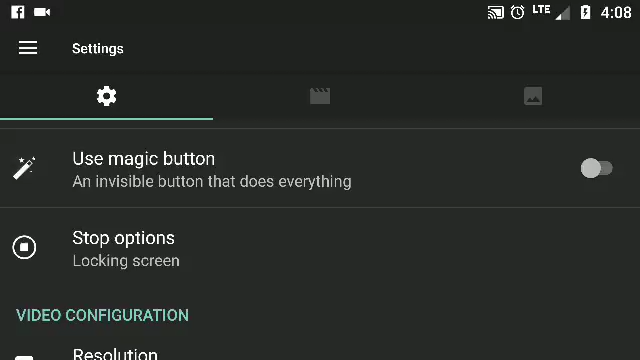 LTE 4:08
Settings
Use magic button
An invisible button that does everything
Stop options
Locking screen
VIDEO CONFIGURATION
Resolution